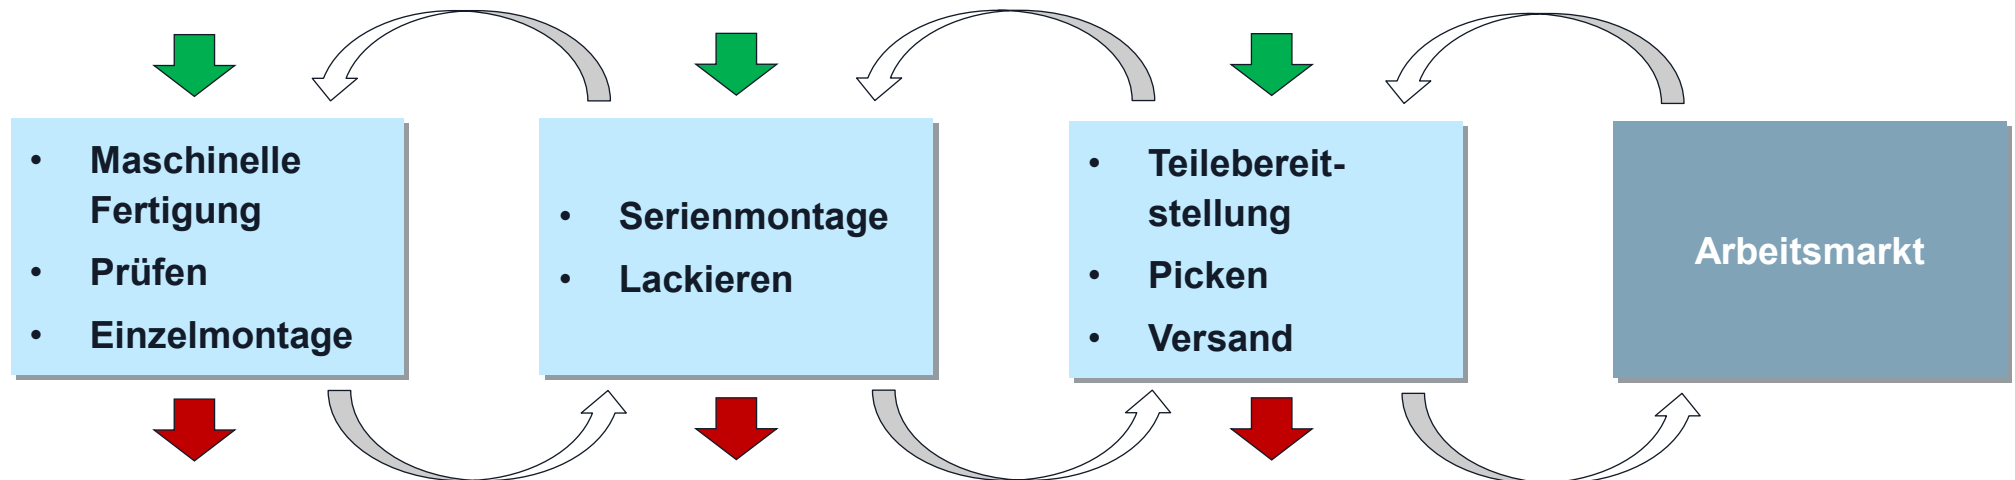 • Maschinelle
Fertigung
• Prüfen
• Einzelmontage
• Serienmontage
• Lackieren
• Teilebereit-
stellung
• Picken
• Versand
Arbeitsmarkt